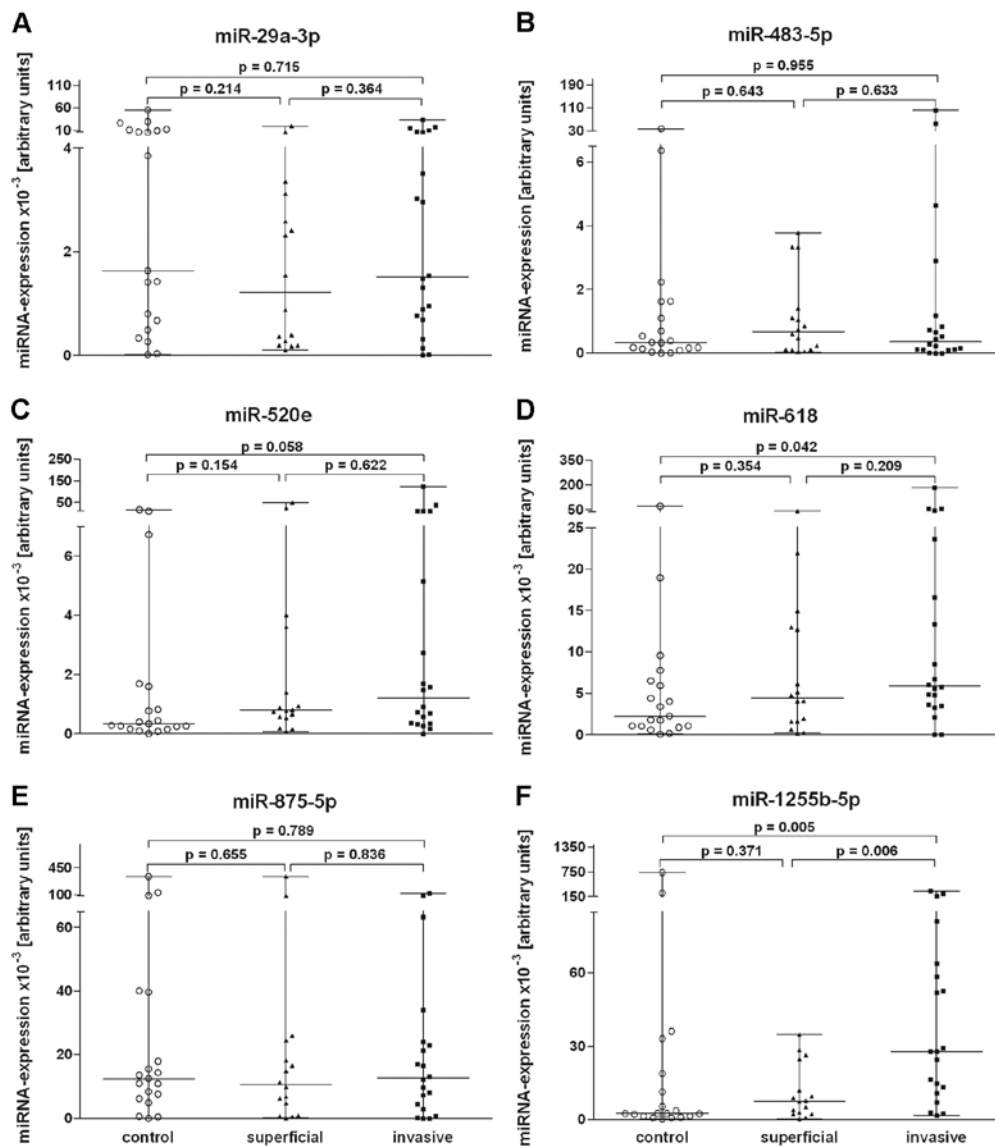 A
miR-29a-3p
p = 0.715
p = 0.214
p = 0.364
miRNA-expression x10⁻³ [arbitrary units]
110
60
10
4
2
0
B
miR-483-5p
p = 0.955
p = 0.643
p = 0.633
miRNA-expression [arbitrary units]
190
110
30
6
4
2
0
C
miR-520e
p = 0.058
p = 0.154
p = 0.622
miRNA-expression x10⁻³ [arbitrary units]
250
150
50
6
4
2
0
D
miR-618
p = 0.042
p = 0.354
p = 0.209
miRNA-expression x10⁻³ [arbitrary units]
350
200
50
25
20
15
10
5
0
E
miR-875-5p
p = 0.789
p = 0.655
p = 0.836
miRNA-expression x10⁻³ [arbitrary units]
450
100
60
40
20
0
control superficial invasive
F
miR-1255b-5p
p = 0.005
p = 0.371
p = 0.006
miRNA-expression x10⁻³ [arbitrary units]
1350
750
150
60
30
0
control superficial invasive